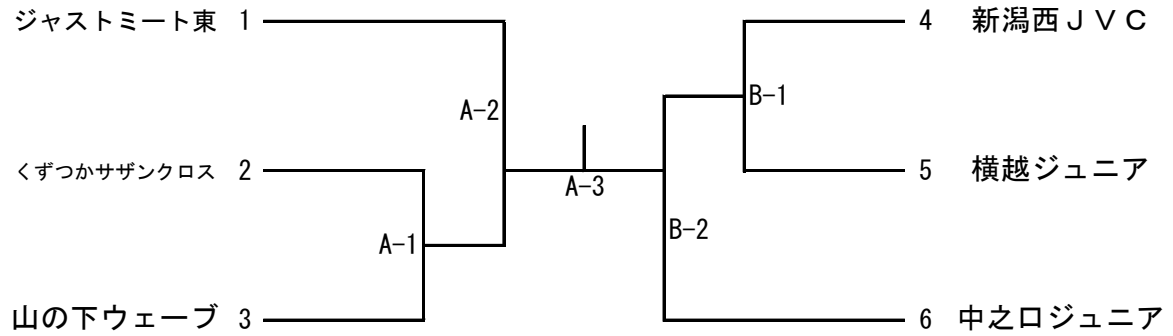 ジャストミート東 1
4 新潟西ＪＶＣ
A-2
B-1
くずつかサザンクロス 2
5 横越ジュニア
A-3
A-1
B-2
山の下ウェーブ 3
6 中之口ジュニア